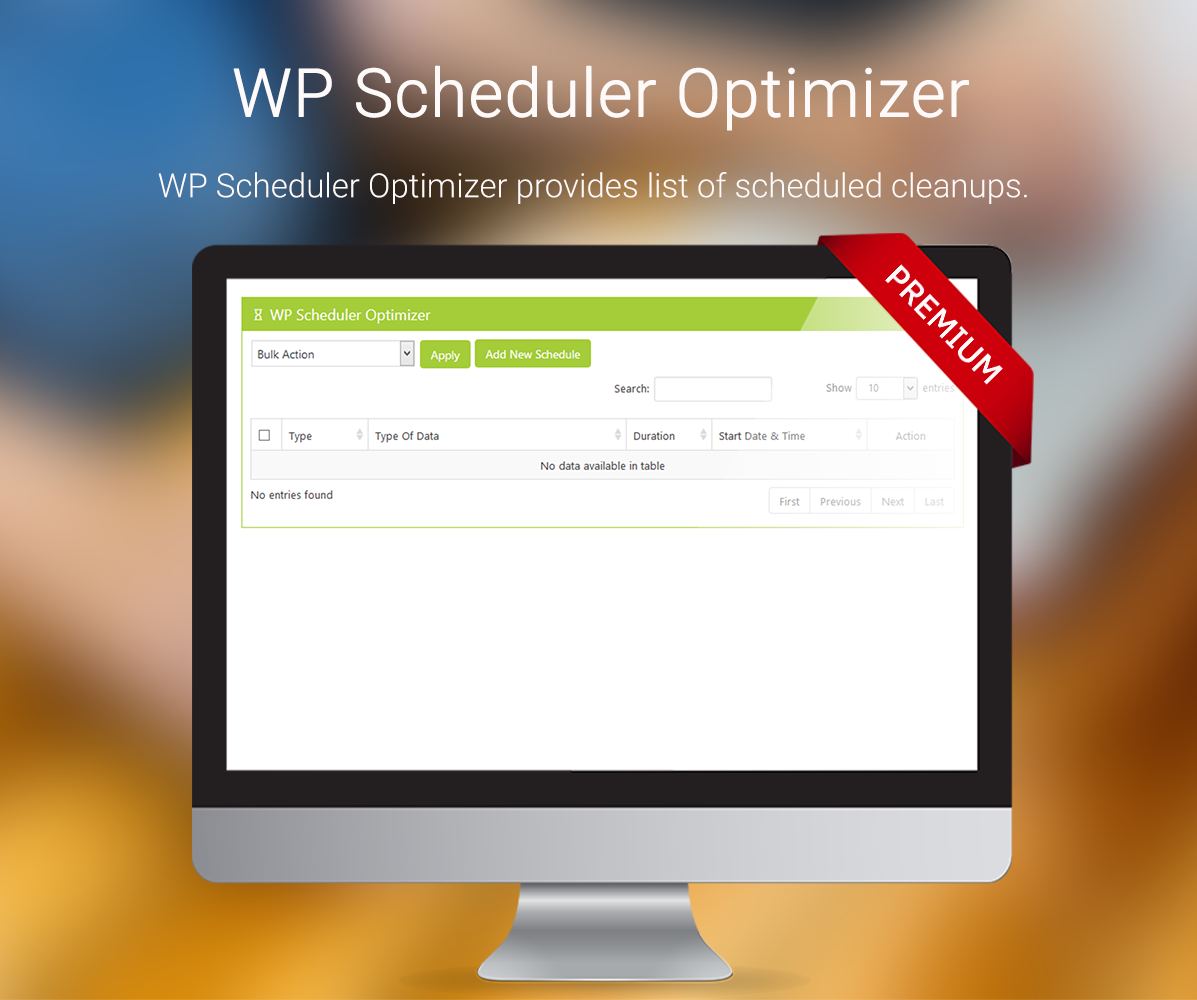 WP Scheduler Optimizer
WP Scheduler Optimizer provides list of scheduled cleanups.
PREMIUM
WP Scheduler Optimizer
Bulk Action Apply Add New Schedule
Search: Show 10 entries
Type Type Of Data Duration Start Date & Time Action
No data available in table
No entries found First Previous Next Last